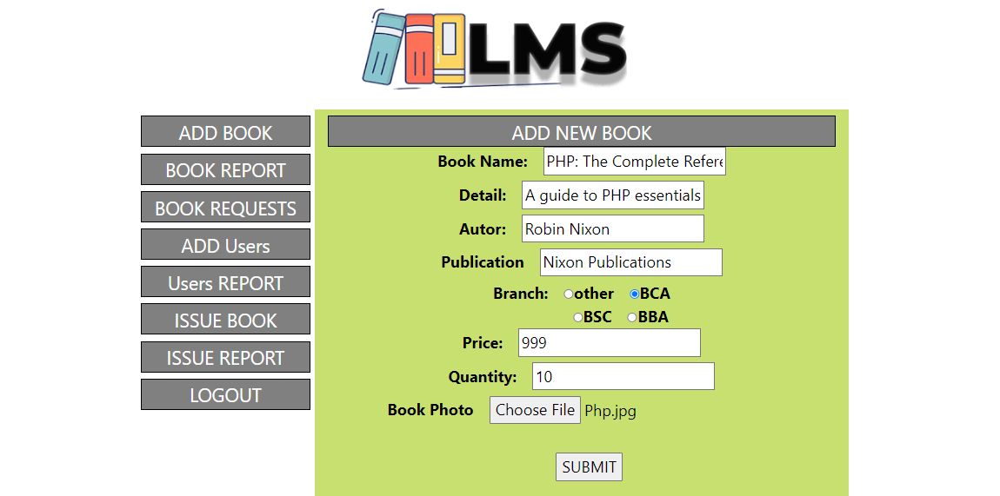 LMS
ADD BOOK
BOOK REPORT
BOOK REQUESTS
ADD Users
Users REPORT
ISSUE BOOK
ISSUE REPORT
LOGOUT
ADD NEW BOOK
Book Name: PHP: The Complete Refere
Detail: A guide to PHP essentials
Autor: Robin Nixon
Publication Nixon Publications
Branch: other BCA
BSC BBA
Price: 999
Quantity: 10
Book Photo Choose File Php.jpg
SUBMIT